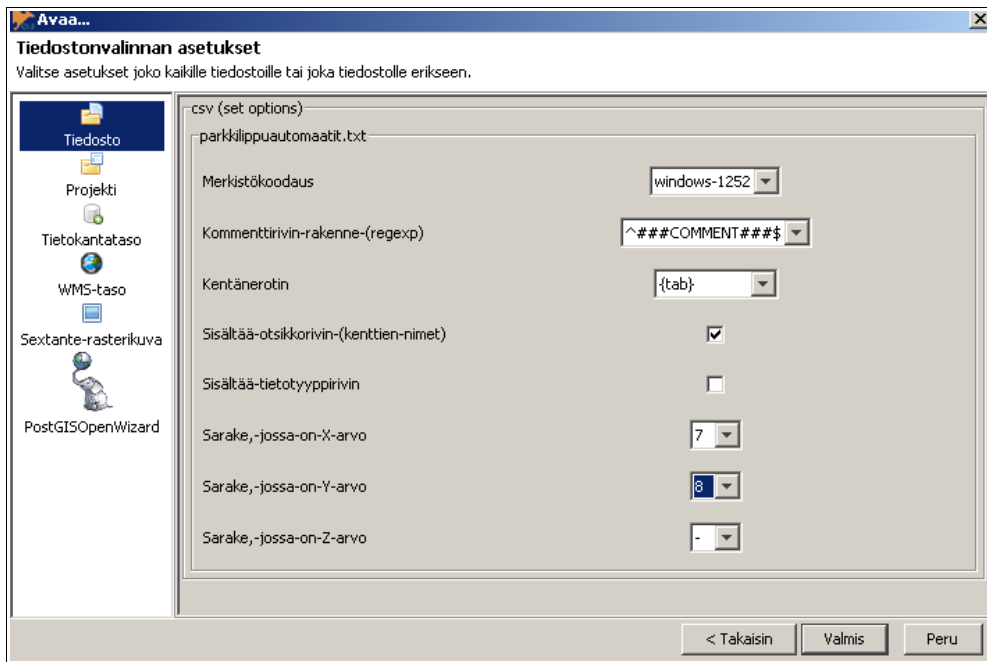 Avaa...
Tiedostonvalinnan asetukset
Valitse asetukset joko kaikille tiedostoille tai joka tiedostolle erikseen.
Tiedosto
Projekti
Tietokantataso
WMS-taso
Sextante-rasterikuva
PostGISOpenWizard
csv (set options)
parkkilippuautomaatit.txt
Merkistökoodaus windows-1252
Kommenttirivin-rakenne-(regexp) ^###COMMENT###$
Kentänerotin {tab}
Sisältää-otsikkorivin-(kenttien-nimet)
Sisältää-tietotyyppirivin
Sarake,-jossa-on-X-arvo 7
Sarake,-jossa-on-Y-arvo 8
Sarake,-jossa-on-Z-arvo -
< Takaisin Valmis Peru